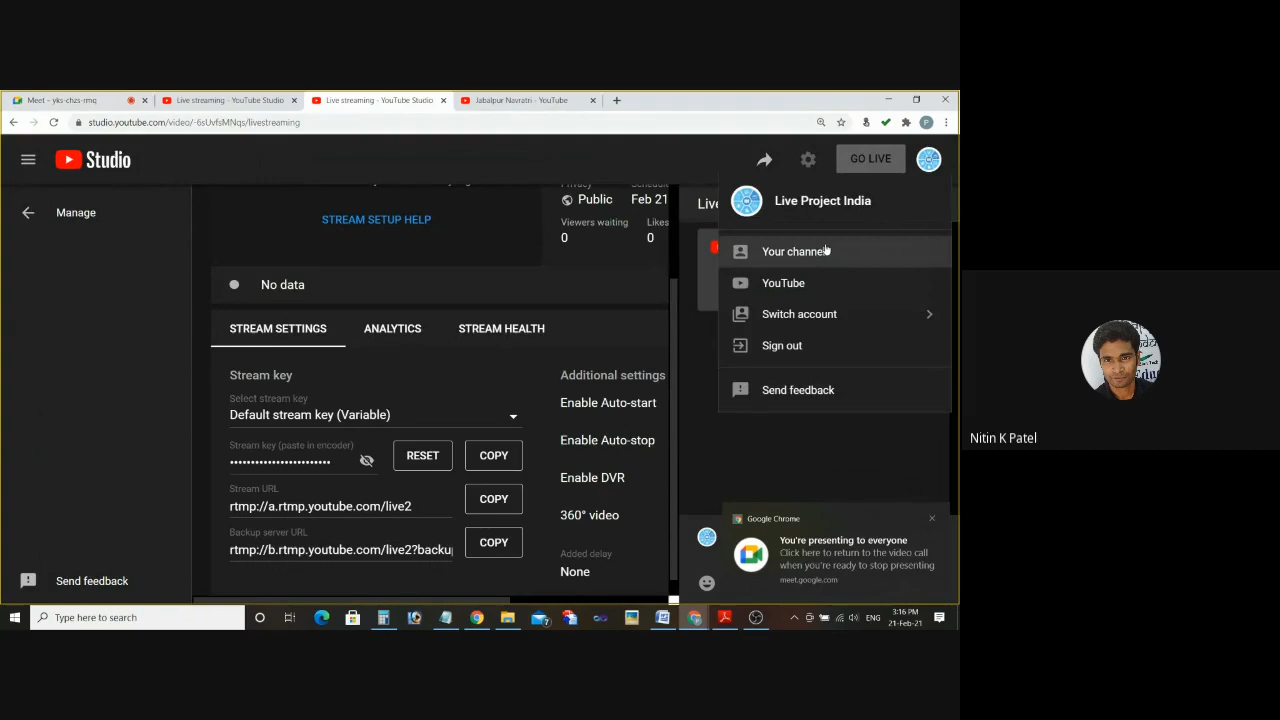 Meet – yks-chzs-rmq
Live streaming - YouTube Studio
Live streaming - YouTube Studio
Jabalpur Navratri - YouTube
studio.youtube.com/video/-6sUvfsMNqs/livestreaming
P
Studio
GO LIVE
Manage
STREAM SETUP HELP
Privacy
Public
Feb 21
Viewers waiting
Likes
0
0
Live
Live Project India
Your channel
YouTube
Switch account
Sign out
Send feedback
No data
STREAM SETTINGS
ANALYTICS
STREAM HEALTH
Stream key
Select stream key
Default stream key (Variable)
Stream key (paste in encoder)
RESET
COPY
Stream URL
rtmp://a.rtmp.youtube.com/live2
COPY
Backup server URL
rtmp://b.rtmp.youtube.com/live2?backup
COPY
Additional settings
Enable Auto-start
Enable Auto-stop
Enable DVR
360° video
Added delay
None
Send feedback
Google Chrome
You're presenting to everyone
Click here to return to the video call
when you're ready to stop presenting
meet.google.com
Type here to search
7
ENG
3:16 PM
21-Feb-21
Nitin K Patel